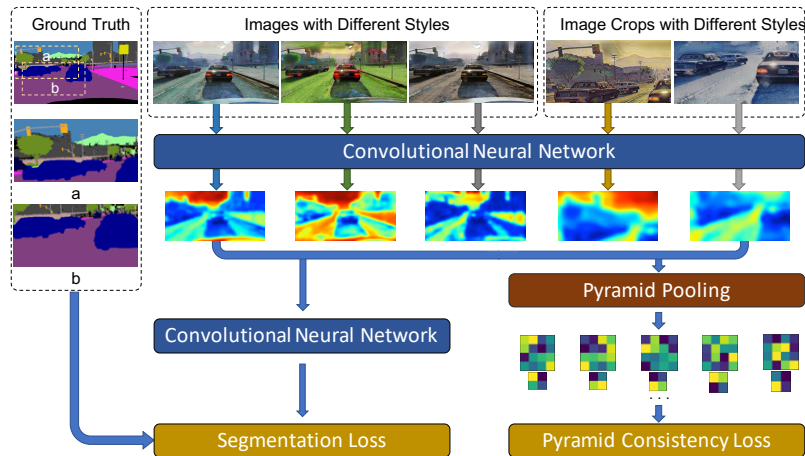 Ground Truth
Images with Different Styles
Image Crops with Different Styles
a
b
Convolutional Neural Network
a
b
Pyramid Pooling
Convolutional Neural Network
. . .
Segmentation Loss
Pyramid Consistency Loss